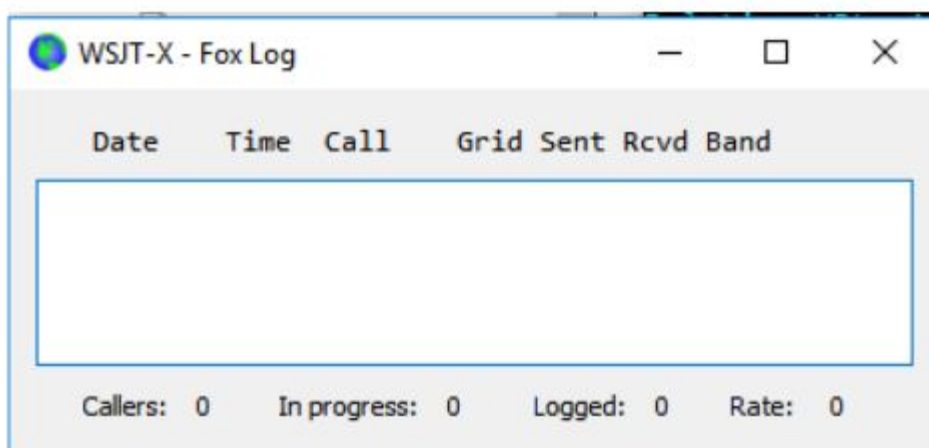 WSJT-X - Fox Log
Date Time Call Grid Sent Rcvd Band
Callers: 0 In progress: 0 Logged: 0 Rate: 0